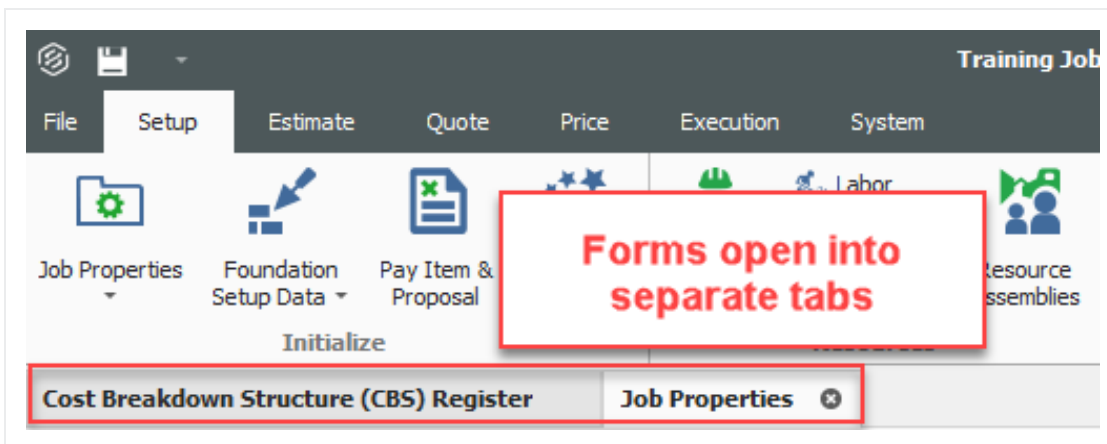 Training Job
File Setup Estimate Quote Price Execution System
Labor
Job Properties Foundation Pay Item & Resource
Setup Data Proposal Assemblies
Forms open into
separate tabs
Initialize
Cost Breakdown Structure (CBS) Register Job Properties